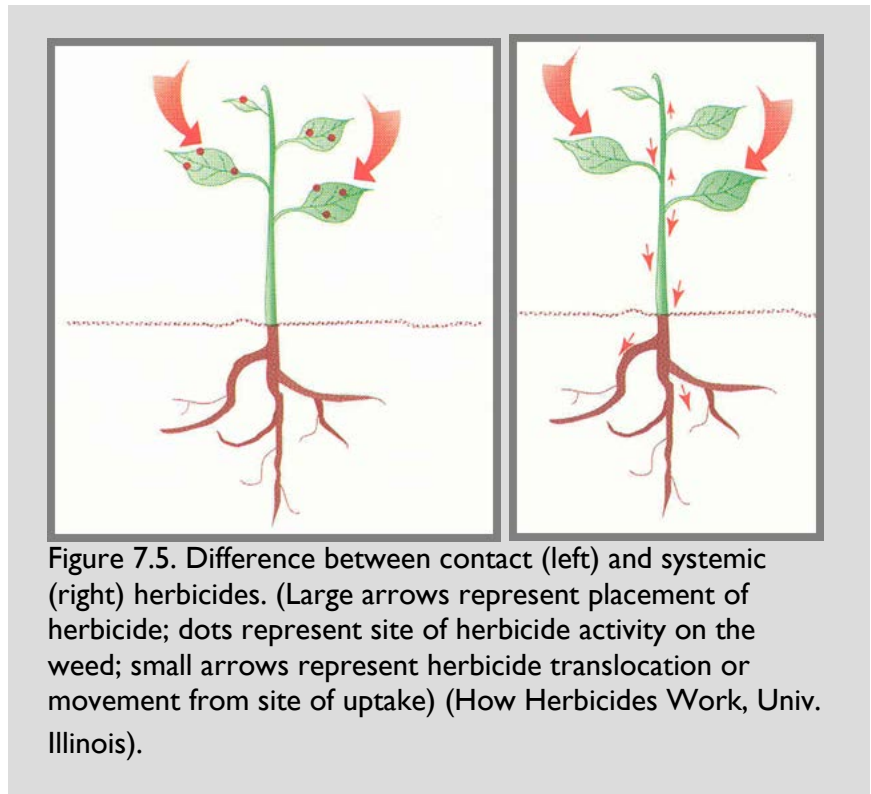 Figure 7.5. Difference between contact (left) and systemic
(right) herbicides. (Large arrows represent placement of
herbicide; dots represent site of herbicide activity on the
weed; small arrows represent herbicide translocation or
movement from site of uptake) (How Herbicides Work, Univ.
Illinois).